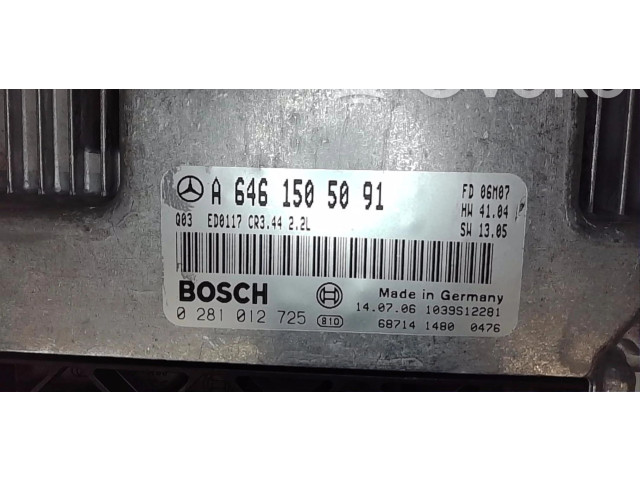 A 646 150 50 91
FD 06M07
HW 41.04
SW 13.05
Q03 ED0117 CR3.44 2.2L
BOSCH
Made in Germany
14.07.06 1039S12281
0 281 012 725 810
68714 1480 0476